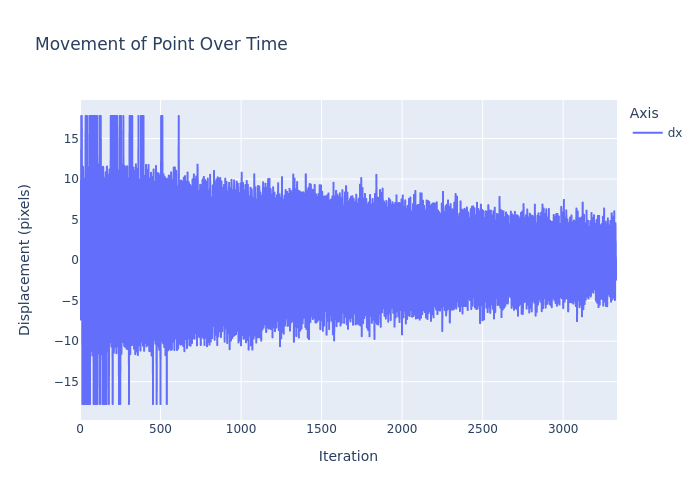 Movement of Point Over Time
Axis
dx
15
10
5
0
−5
−10
−15
Displacement (pixels)
0 500 1000 1500 2000 2500 3000
Iteration